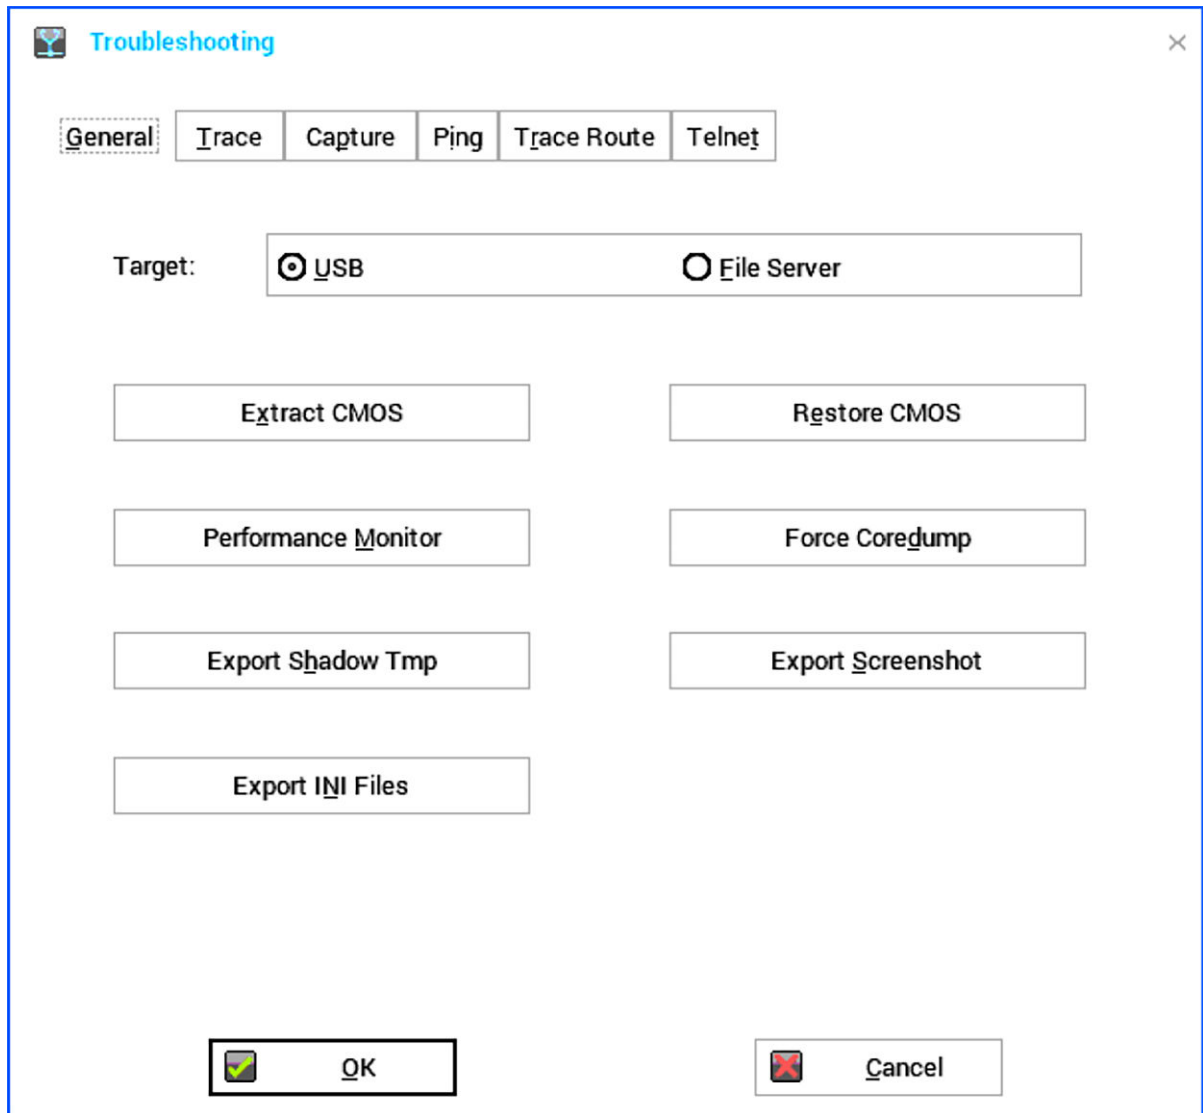 Troubleshooting
General Trace Capture Ping Trace Route Telnet
Target: USB File Server
Extract CMOS Restore CMOS
Performance Monitor Force Coredump
Export Shadow Tmp Export Screenshot
Export INI Files
OK Cancel